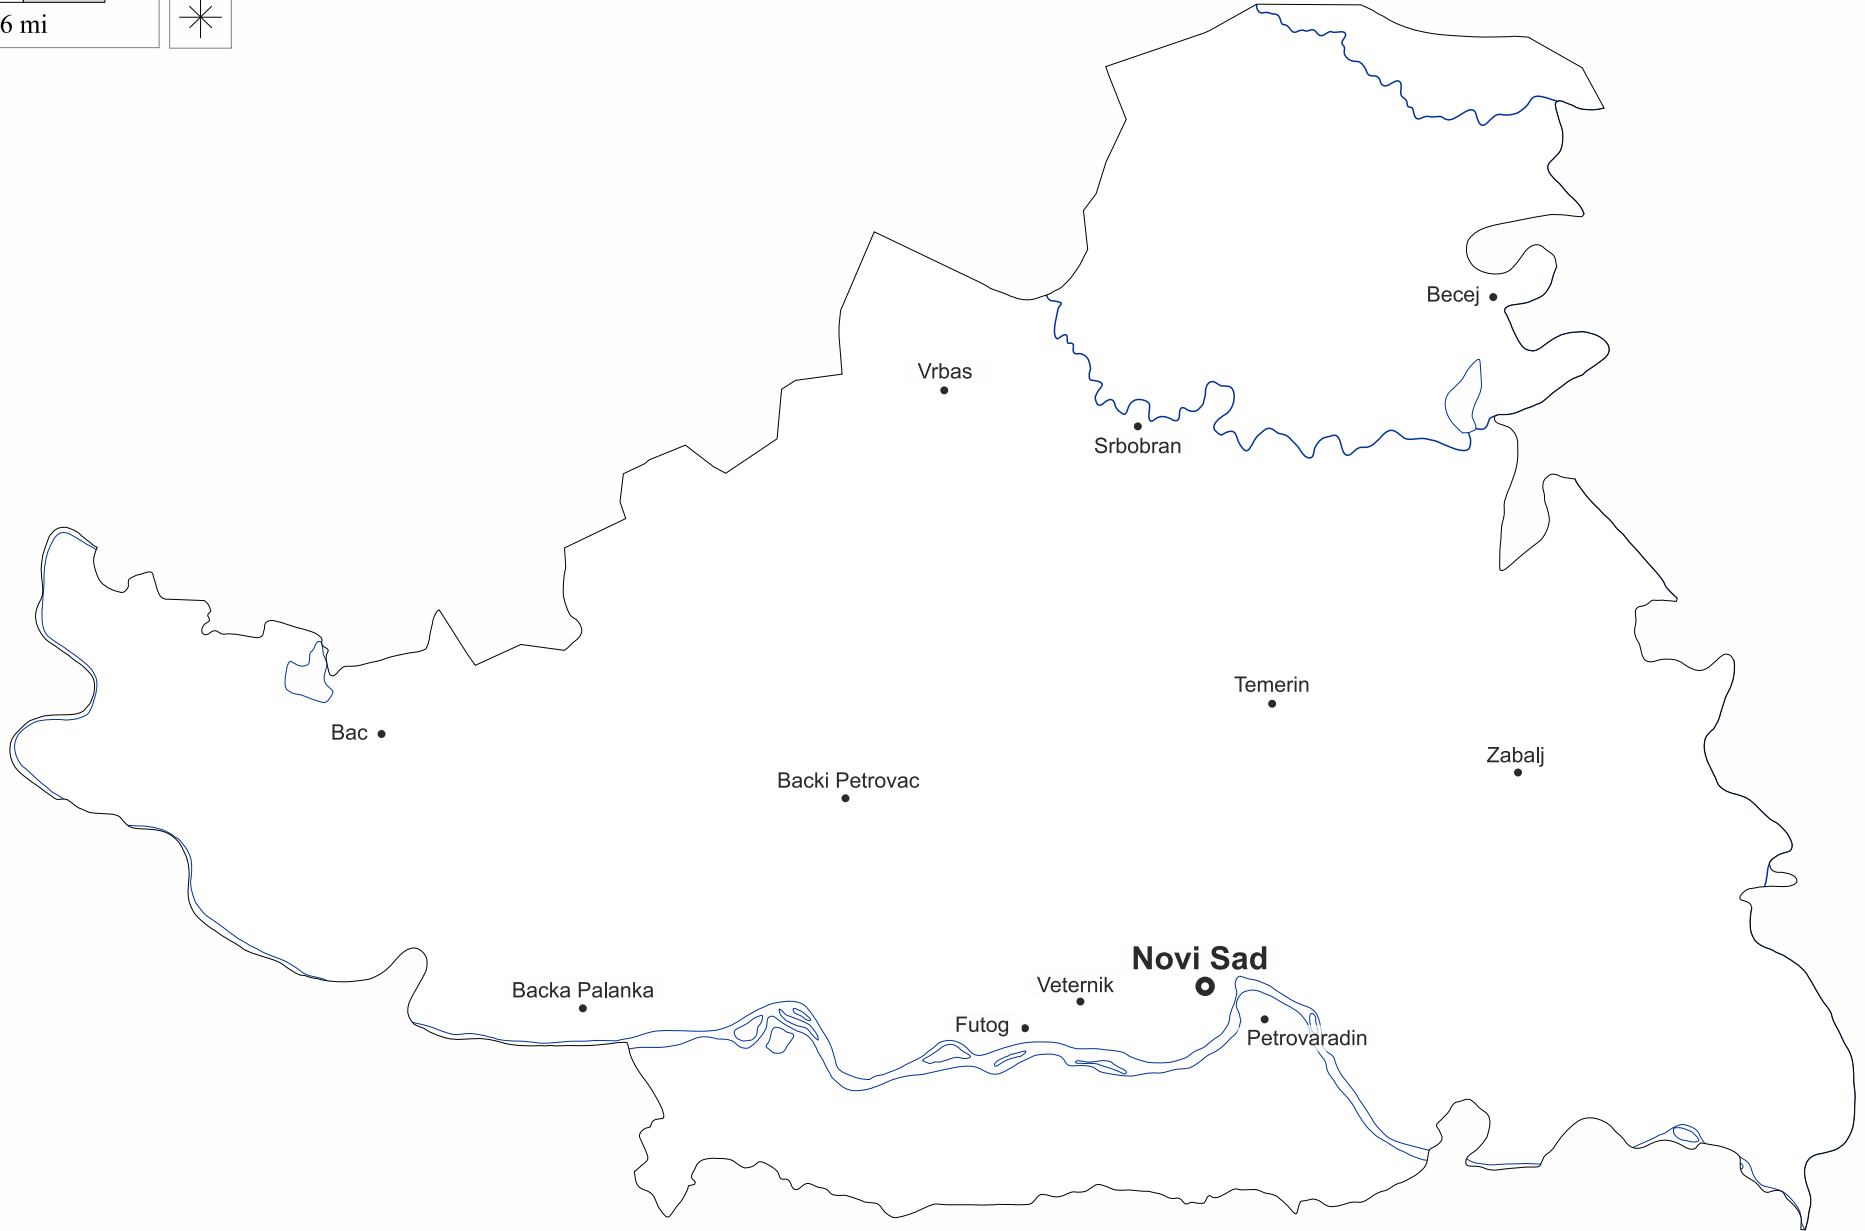 6 mi
Becej
Vrbas
Srbobran
Temerin
Bac
Zabalj
Backi Petrovac
Novi Sad
Veternik
Backa Palanka
Futog
Petrovaradin